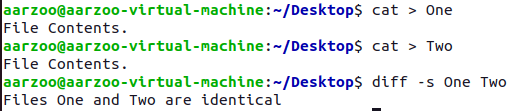 aarzoo@aarzoo-virtual-machine:~/Desktop$ cat > One
File Contents.
aarzoo@aarzoo-virtual-machine:~/Desktop$ cat > Two
File Contents.
aarzoo@aarzoo-virtual-machine:~/Desktop$ diff -s One Two
Files One and Two are identical